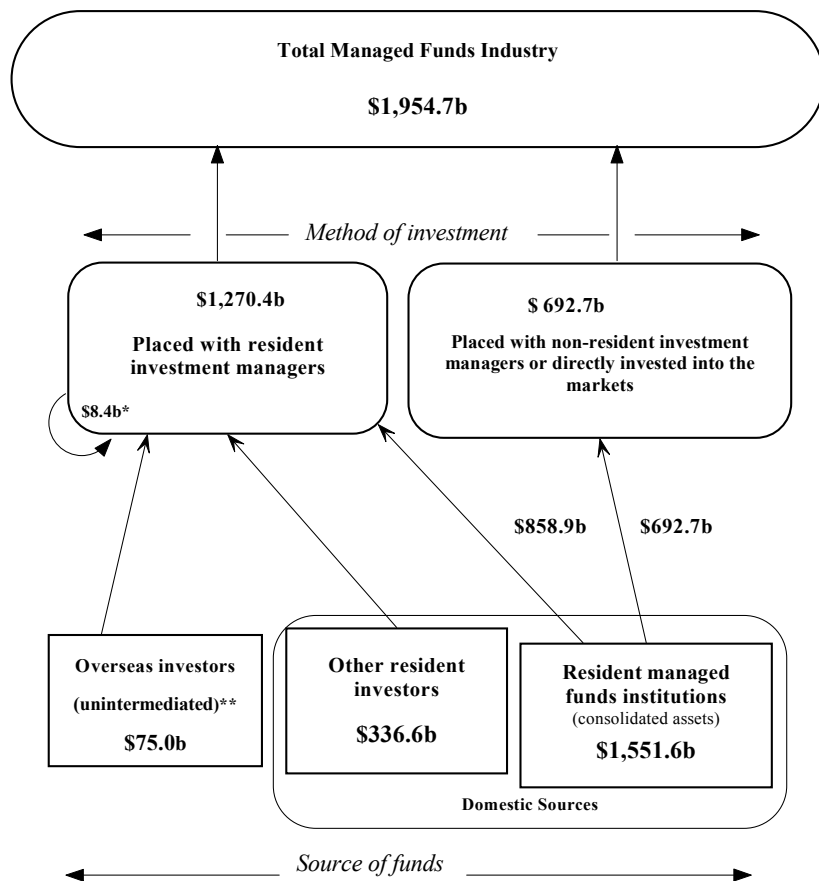 Total Managed Funds Industry
$1,954.7b
Method of investment
$1,270.4b
Placed with resident
investment managers
$8.4b*
$ 692.7b
Placed with non-resident investment
managers or directly invested into the
markets
$858.9b
$692.7b
Overseas investors
(unintermediated)**
$75.0b
Other resident
investors
$336.6b
Resident managed
funds institutions
(consolidated assets)
$1,551.6b
Domestic Sources
Source of funds